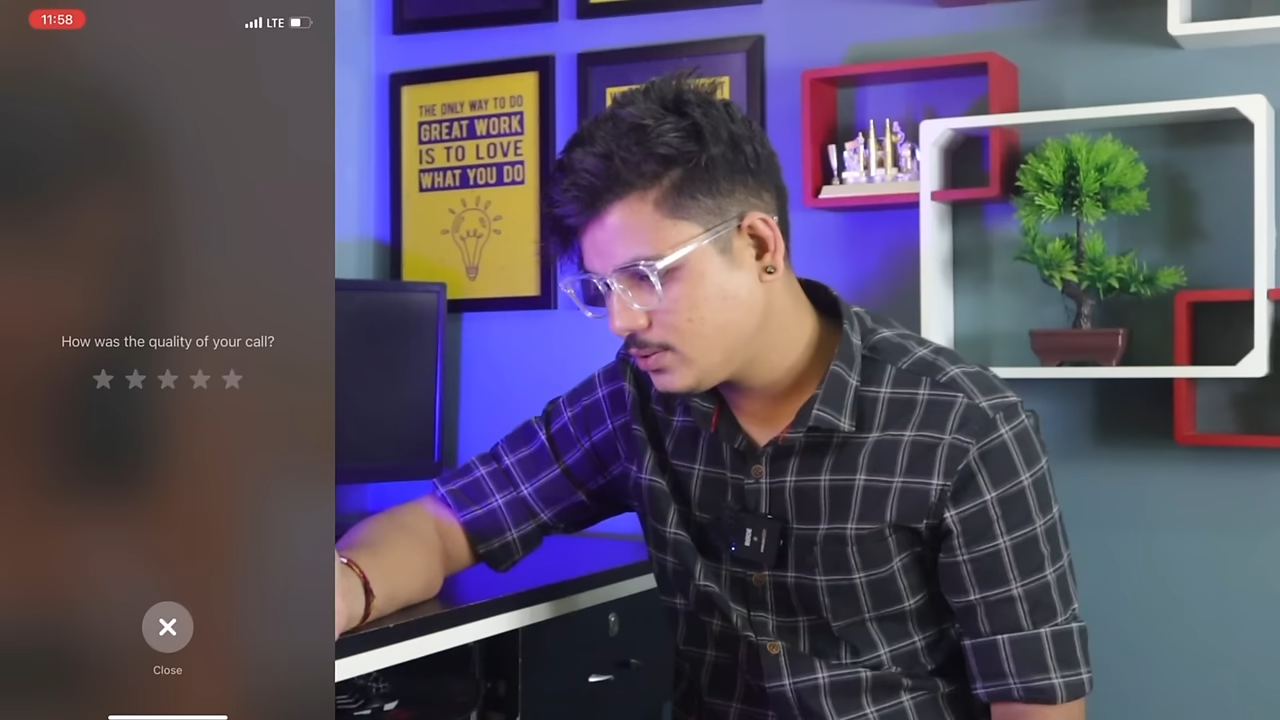 11:58
LTE
How was the quality of your call?
Close
THE ONLY WAY TO DO
GREAT WORK
IS TO LOVE
WHAT YOU DO